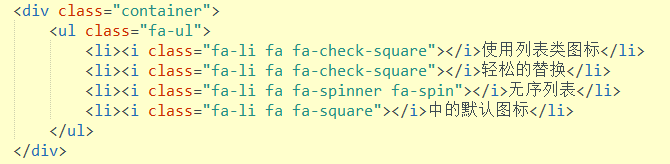 <div class="container">
    <ul class="fa-ul">
        <li><i class="fa-li fa fa-check-square"></i>使用列表类图标</li>
        <li><i class="fa-li fa fa-check-square"></i>轻松的替换</li>
        <li><i class="fa-li fa fa-spinner fa-spin"></i>无序列表</li>
        <li><i class="fa-li fa fa-square"></i>中的默认图标</li>
    </ul>
</div>